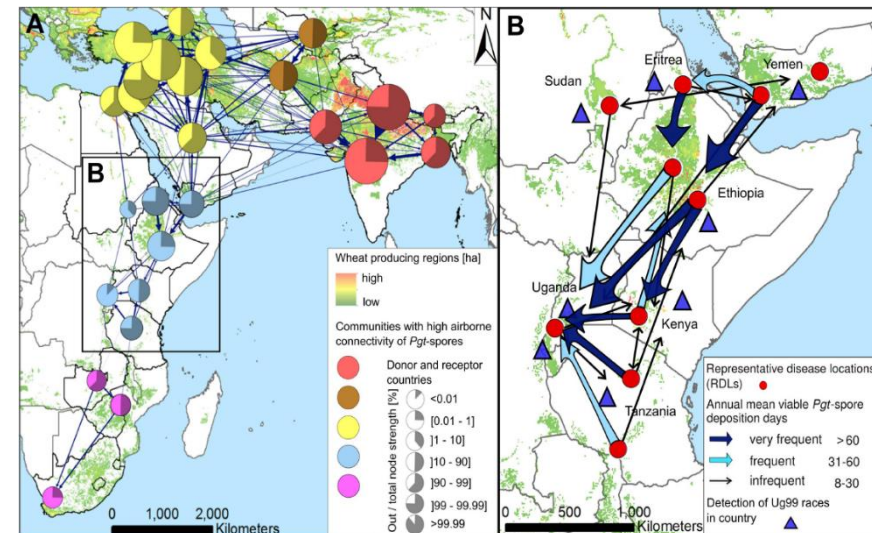 A
N
B
Wheat producing regions [ha]
high
low
Communities with high airborne
connectivity of Pgt-spores
Donor and receptor
countries
Out / total node strength [%]
<0.01
[0.01 - 1]
]1 - 10]
]10 - 90]
]90 - 99]
]99 - 99.99]
>99.99
0 1,000 2,000
Kilometers
B
Sudan
Eritrea
Yemen
Ethiopia
Uganda
Kenya
Tanzania
Representative disease locations
(RDLs)
Annual mean viable Pgt-spore
deposition days
very frequent >60
frequent 31-60
infrequent 8-30
Detection of Ug99 races
in country
0 500 1,000
Kilometers